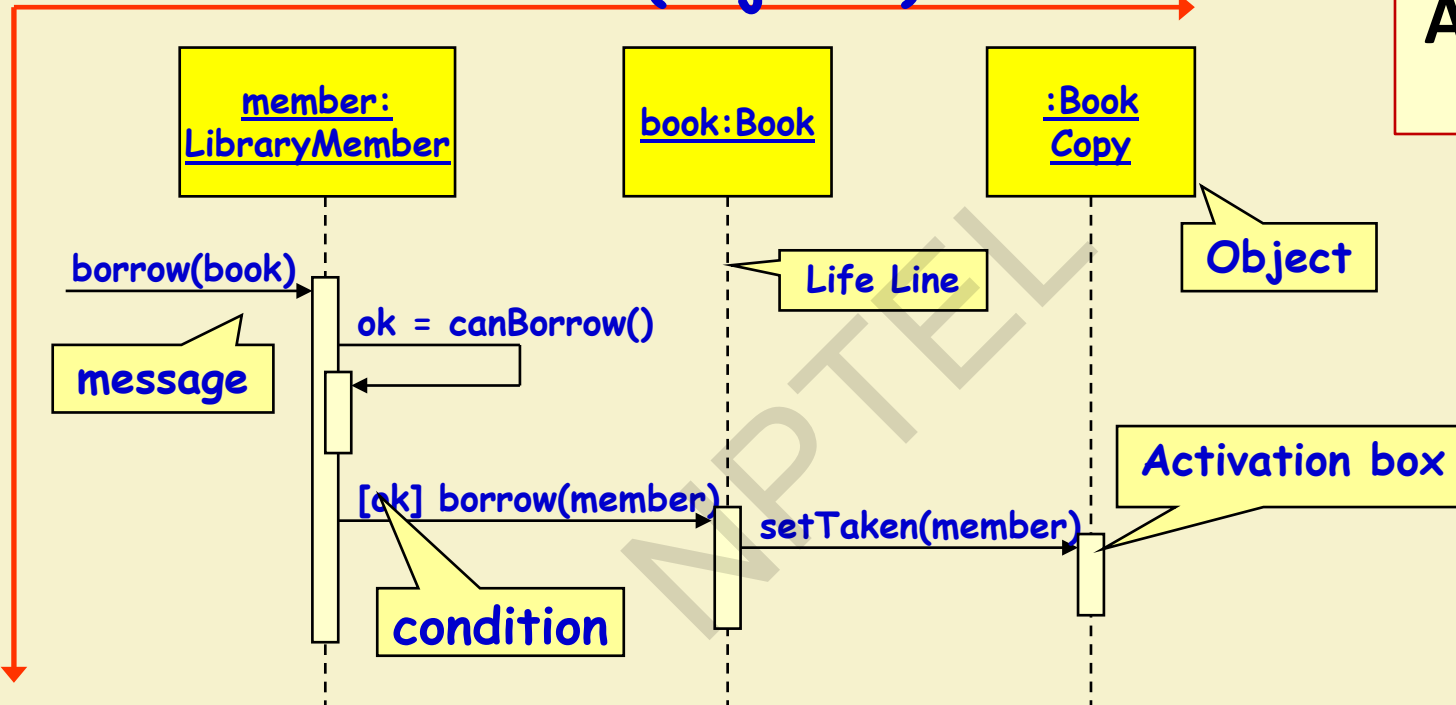 member:
LibraryMember
book:Book
:Book
Copy
Object
borrow(book)
Life Line
ok = canBorrow()
message
Activation box
[ok] borrow(member)
setTaken(member)
condition
NPTEL
A